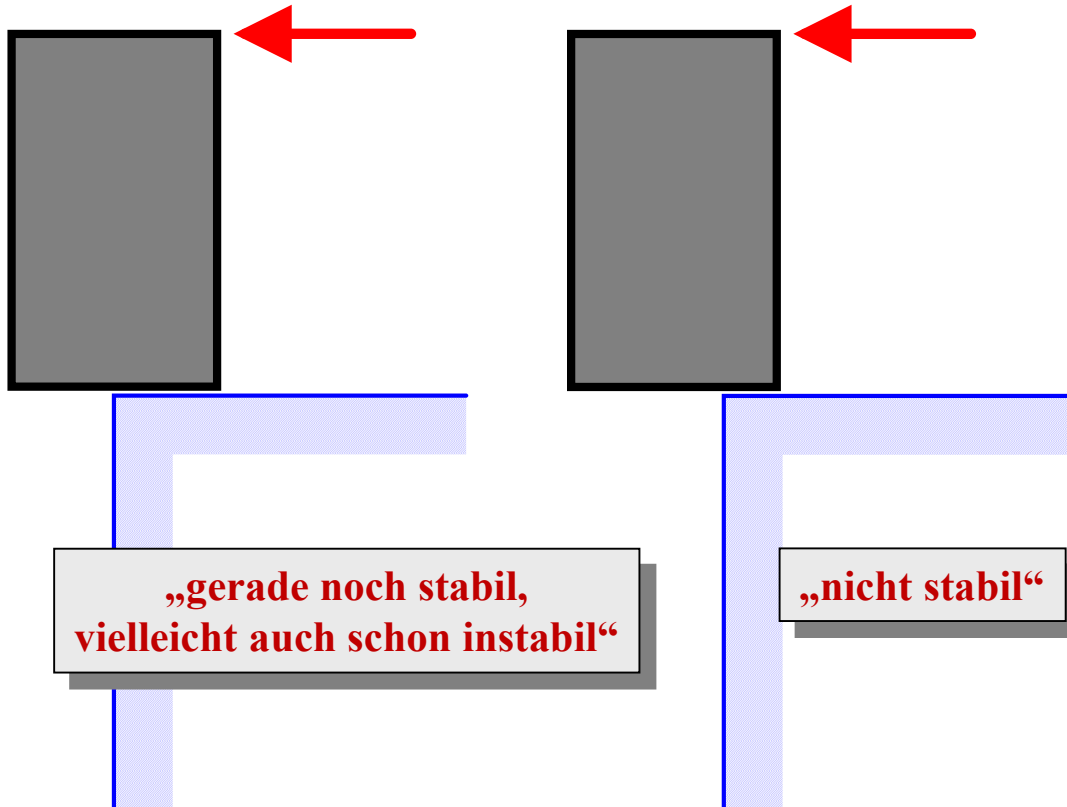 „gerade noch stabil,
vielleicht auch schon instabil“
„nicht stabil“